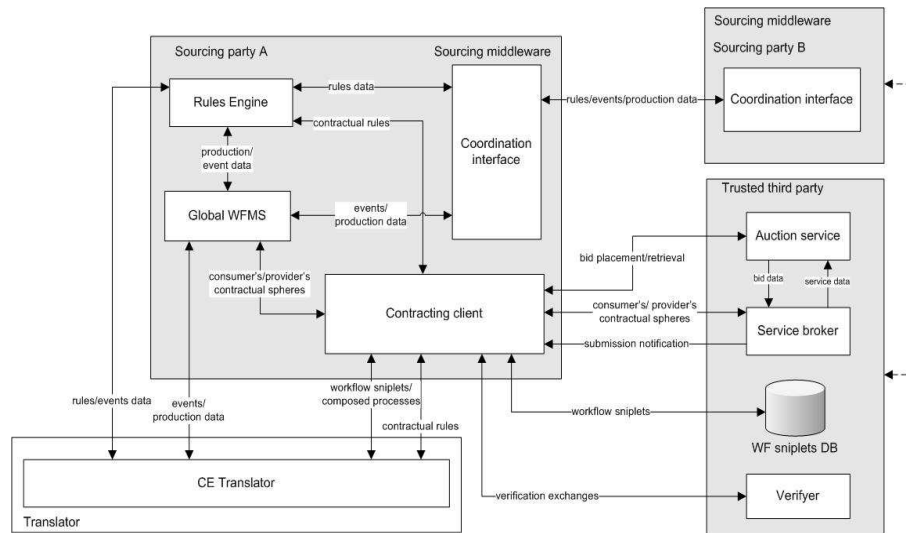 Sourcing party A
Sourcing middleware
Rules Engine
rules data
contractual rules
Coordination
interface
production/
event data
Global WFMS
events/
production data
consumer's/provider's
contractual spheres
Contracting client
rules/events/production data
Sourcing middleware
Sourcing party B
Coordination interface
Trusted third party
Auction service
bid placement/retrieval
bid data
service data
consumer's/ provider's
contractual spheres
Service broker
submission notification
workflow sniplets
WF sniplets DB
verification exchanges
Verifyer
rules/events data
events/
production data
workflow sniplets/
composed processes
contractual rules
CE Translator
Translator